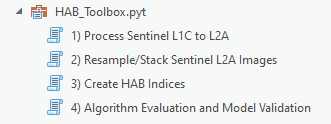 HAB_Toolbox.pyt
1) Process Sentinel L1C to L2A
2) Resample/Stack Sentinel L2A Images
3) Create HAB Indices
4) Algorithm Evaluation and Model Validation